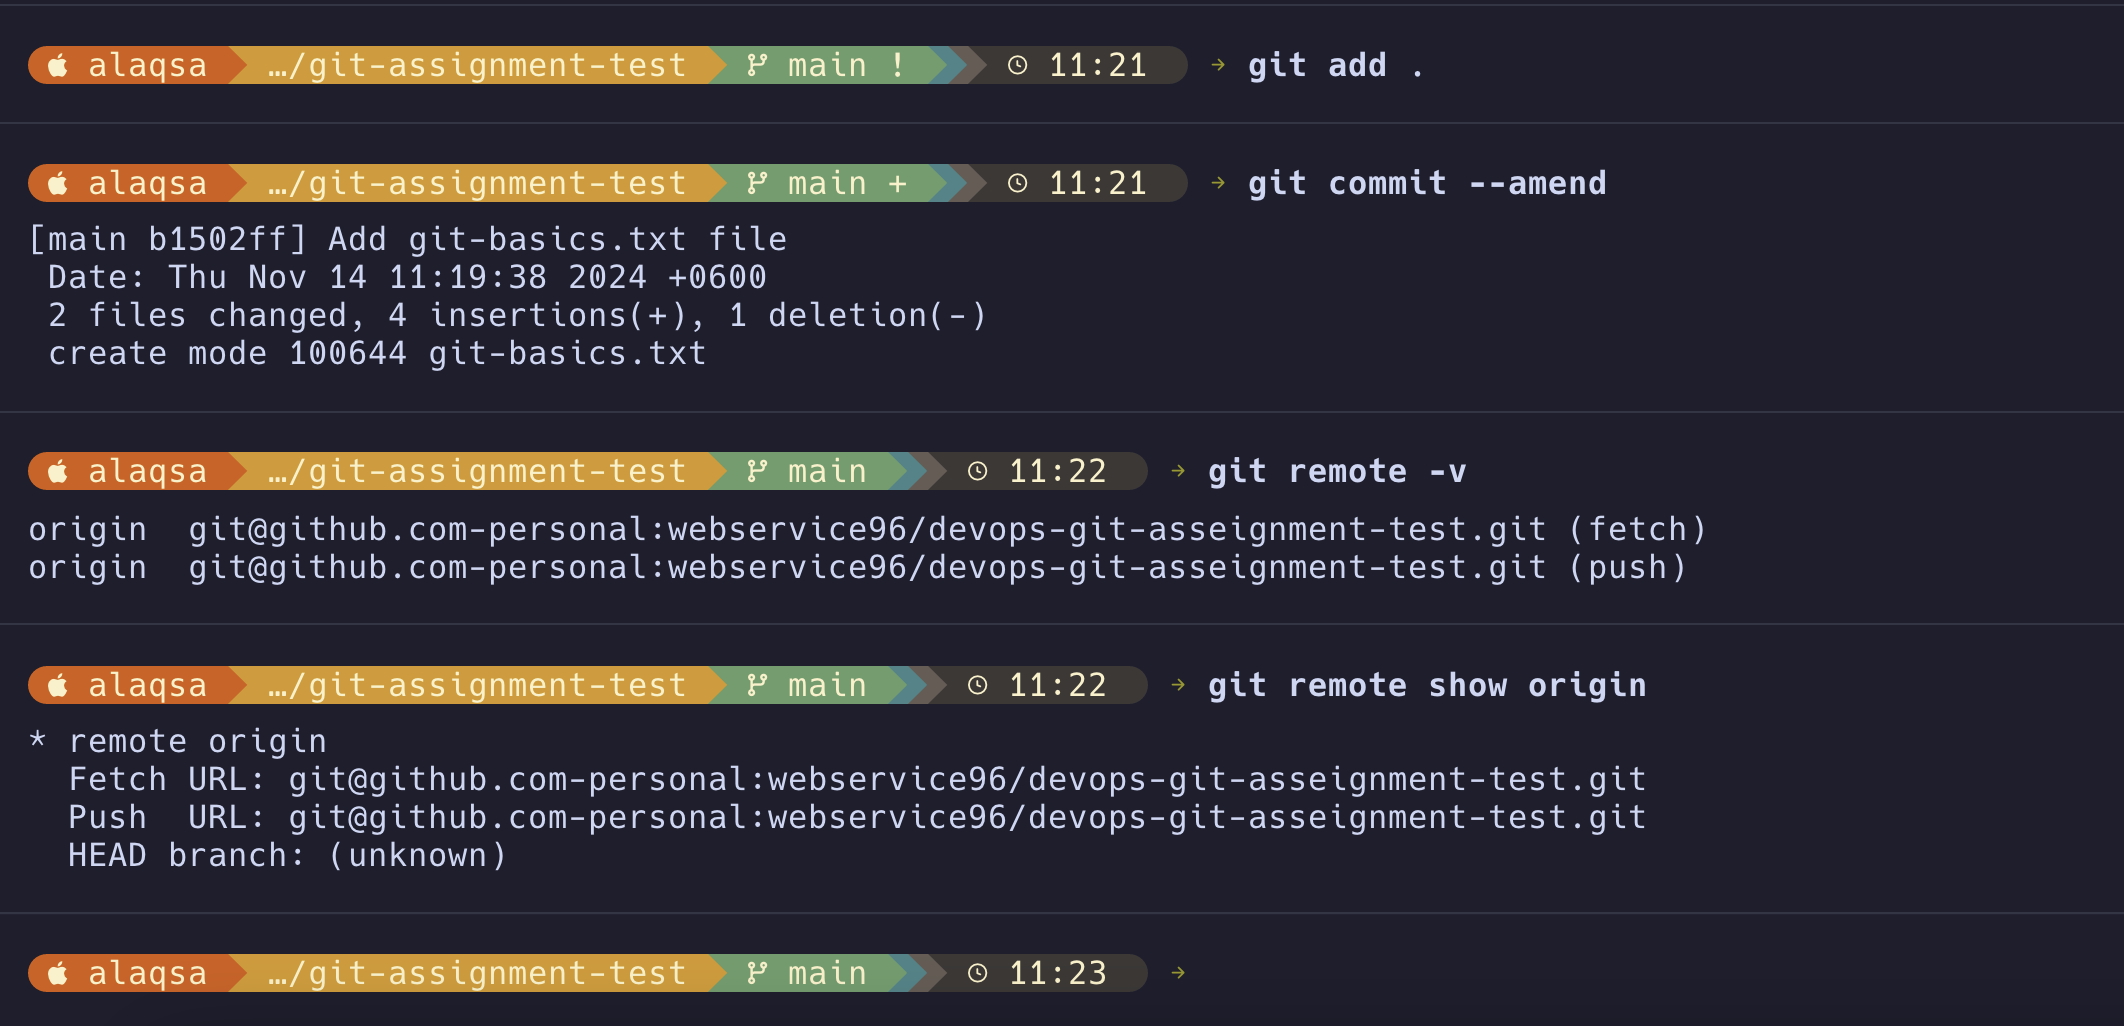 alaqsa …/git-assignment-test main ! 11:21 → git add .
alaqsa …/git-assignment-test main + 11:21 → git commit --amend
[main b1502ff] Add git-basics.txt file
Date: Thu Nov 14 11:19:38 2024 +0600
2 files changed, 4 insertions(+), 1 deletion(-)
create mode 100644 git-basics.txt
alaqsa …/git-assignment-test main 11:22 → git remote -v
origin git@github.com-personal:webservice96/devops-git-asseignment-test.git (fetch)
origin git@github.com-personal:webservice96/devops-git-asseignment-test.git (push)
alaqsa …/git-assignment-test main 11:22 → git remote show origin
* remote origin
Fetch URL: git@github.com-personal:webservice96/devops-git-asseignment-test.git
Push URL: git@github.com-personal:webservice96/devops-git-asseignment-test.git
HEAD branch: (unknown)
alaqsa …/git-assignment-test main 11:23 →